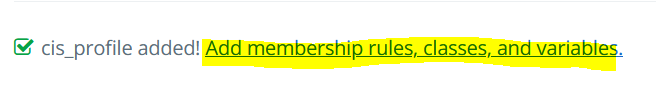 cis_profile added! Add membership rules, classes, and variables.